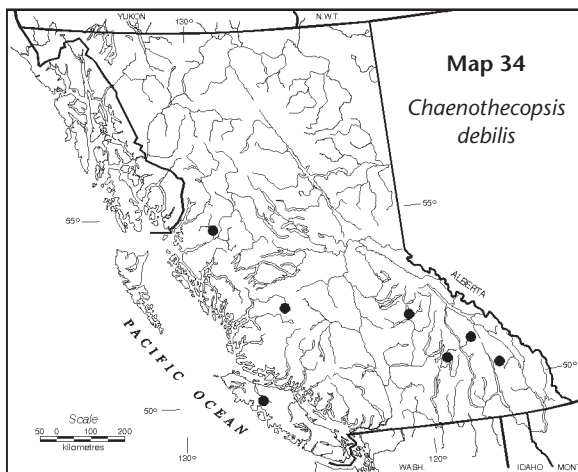 YUKON
130°
N.W.T.
Map 34
Chaenothecopsis
debilis
55°
55°
ALBERTA
PACIFIC OCEAN
50°
50°
Scale
50 0 100 200
kilometres
130°
120°
WASH.
IDAHO
MONT